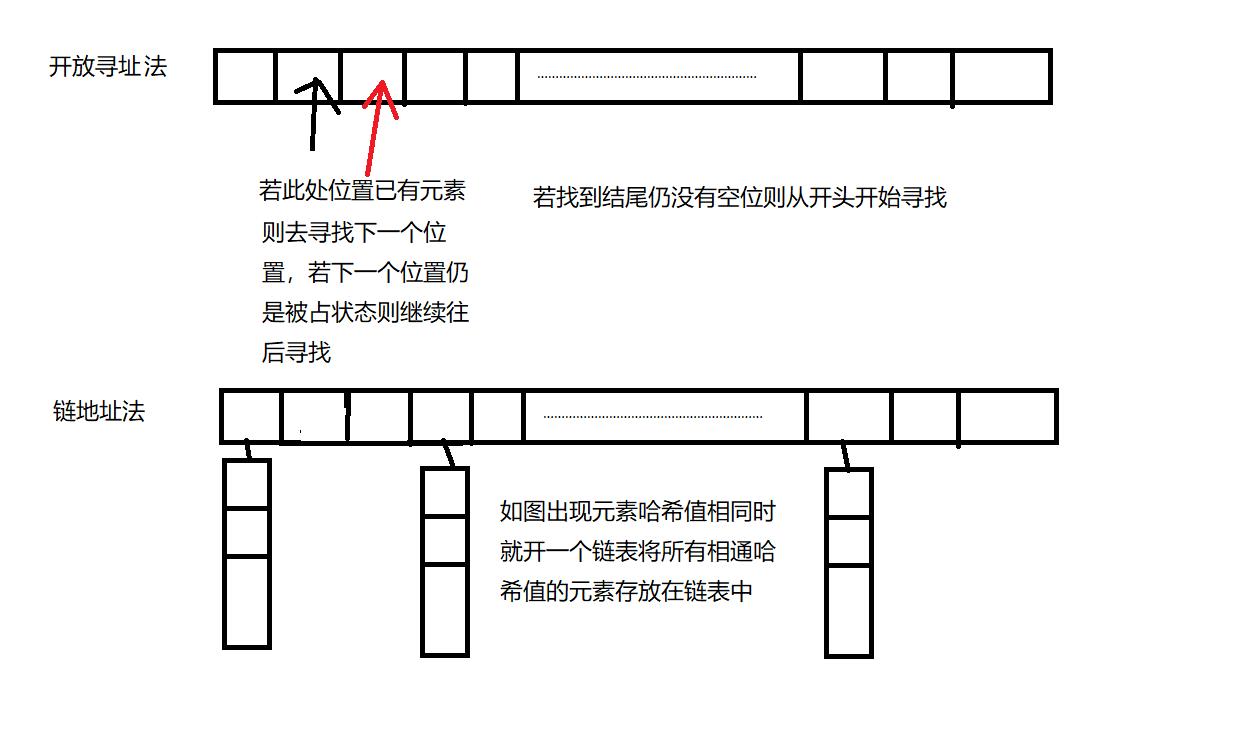 开放寻址法
若此处位置已有元素
则去寻找下一个位
置，若下一个位置仍
是被占状态则继续往
后寻找
若找到结尾仍没有空位则从开头开始寻找
链地址法
如图出现元素哈希值相同时
就开一个链表将所有相通哈
希值的元素存放在链表中